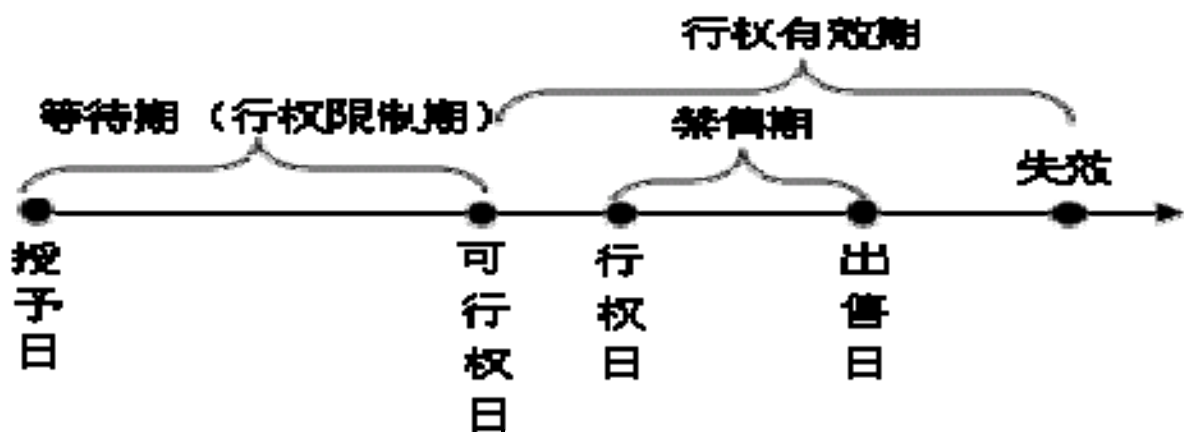 行权有效期
等待期（行权限制期）
禁售期
失效
授予日
可行权日
行权日
出售日